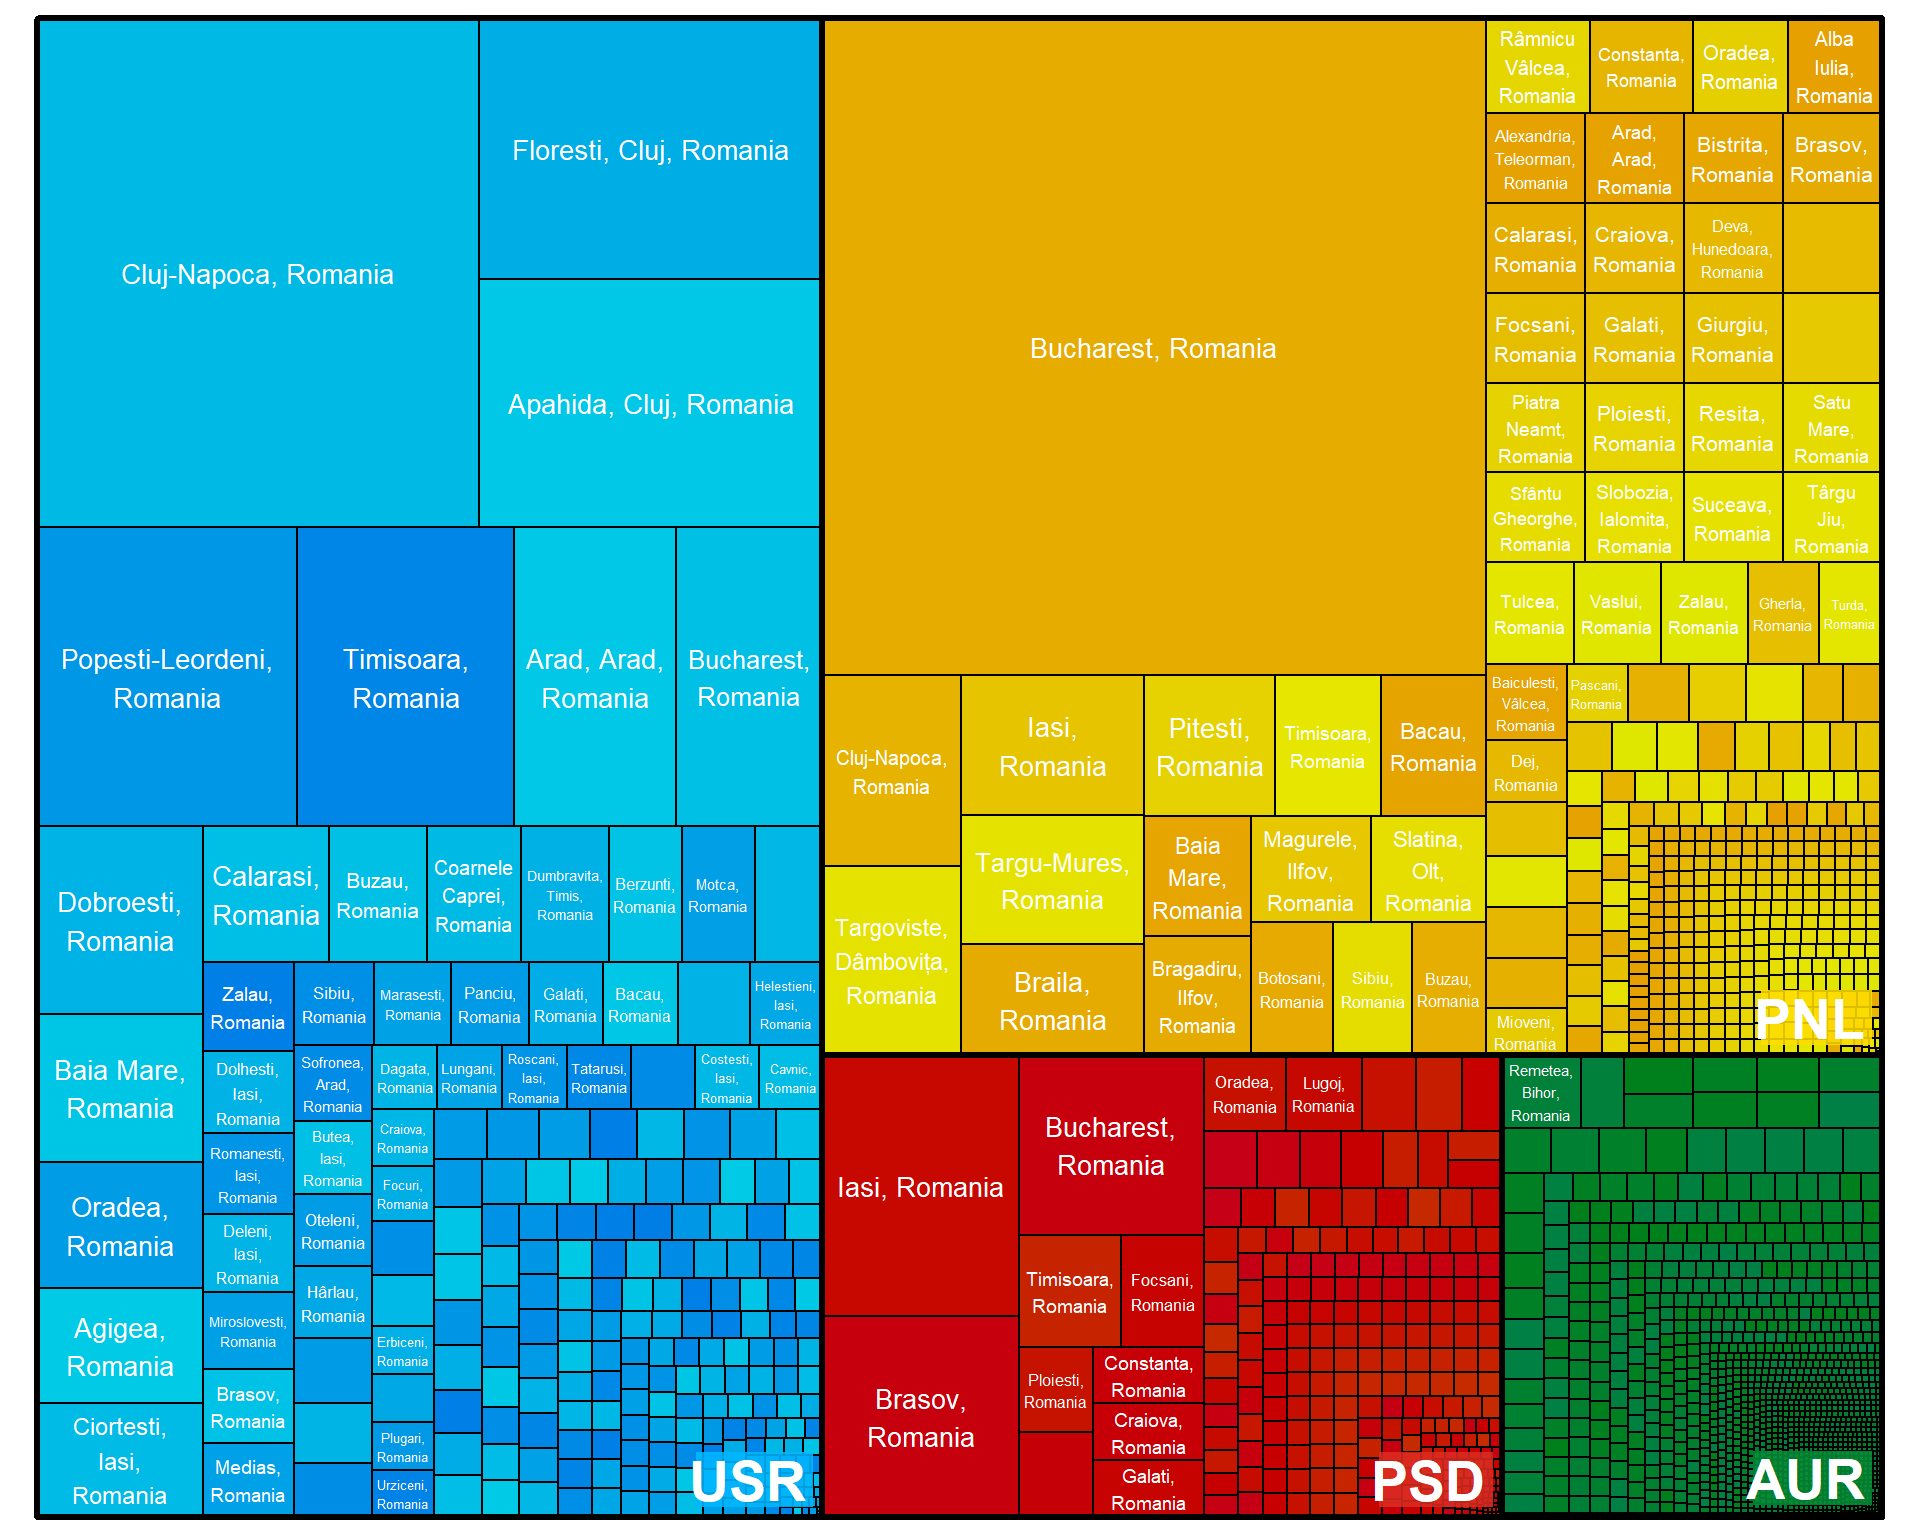 Cluj-Napoca, Romania
Floresti, Cluj, Romania
Apahida, Cluj, Romania
Popesti-Leordeni,
Romania
Timisoara,
Romania
Arad, Arad,
Romania
Bucharest,
Romania
Dobroesti,
Romania
Baia Mare,
Romania
Oradea,
Romania
Agigea,
Romania
Ciortesti,
Iasi,
Romania
Calarasi,
Romania
Buzau,
Romania
Coarnele
Caprei,
Romania
Dumbravita,
Timis,
Romania
Berzunti,
Romania
Motca,
Romania
Zalau,
Romania
Sibiu,
Romania
Marasesti,
Romania
Panciu,
Romania
Galati,
Romania
Bacau,
Romania
Helestieni,
Iasi,
Romania
Dolhesti,
Iasi,
Romania
Romanesti,
Iasi,
Romania
Deleni,
Iasi,
Romania
Miroslovesti,
Romania
Brasov,
Romania
Medias,
Romania
Sofronea,
Arad,
Romania
Butea,
Iasi,
Romania
Oteleni,
Romania
Hârlau,
Romania
Dagata,
Romania
Lungani,
Romania
Roscani,
Iasi,
Romania
Tatarusi,
Romania
Costesti,
Iasi,
Romania
Cavnic,
Romania
Craiova,
Romania
Focuri,
Romania
Erbiceni,
Romania
Plugari,
Romania
Urziceni,
Romania
USR
Bucharest, Romania
Cluj-Napoca,
Romania
Targoviste,
Dâmbovița,
Romania
Iasi,
Romania
Targu-Mures,
Romania
Braila,
Romania
Pitesti,
Romania
Timisoara,
Romania
Bacau,
Romania
Baia
Mare,
Romania
Magurele,
Ilfov,
Romania
Slatina,
Olt,
Romania
Bragadiru,
Ilfov,
Romania
Botosani,
Romania
Sibiu,
Romania
Buzau,
Romania
Râmnicu
Vâlcea,
Romania
Constanta,
Romania
Oradea,
Romania
Alba
Iulia,
Romania
Alexandria,
Teleorman,
Romania
Arad,
Arad,
Romania
Bistrita,
Romania
Brasov,
Romania
Calarasi,
Romania
Craiova,
Romania
Deva,
Hunedoara,
Romania
Focsani,
Romania
Galati,
Romania
Giurgiu,
Romania
Piatra
Neamt,
Romania
Ploiesti,
Romania
Resita,
Romania
Satu
Mare,
Romania
Sfântu
Gheorghe,
Romania
Slobozia,
Ialomita,
Romania
Suceava,
Romania
Târgu
Jiu,
Romania
Tulcea,
Romania
Vaslui,
Romania
Zalau,
Romania
Gherla,
Romania
Turda,
Romania
Baiculesti,
Vâlcea,
Romania
Pascani,
Romania
Dej,
Romania
Mioveni,
Romania
PNL
Iasi, Romania
Brasov,
Romania
Bucharest,
Romania
Timisoara,
Romania
Focsani,
Romania
Ploiesti,
Romania
Constanta,
Romania
Craiova,
Romania
Galati,
Romania
Oradea,
Romania
Lugoj,
Romania
PSD
Remetea,
Bihor,
Romania
AUR